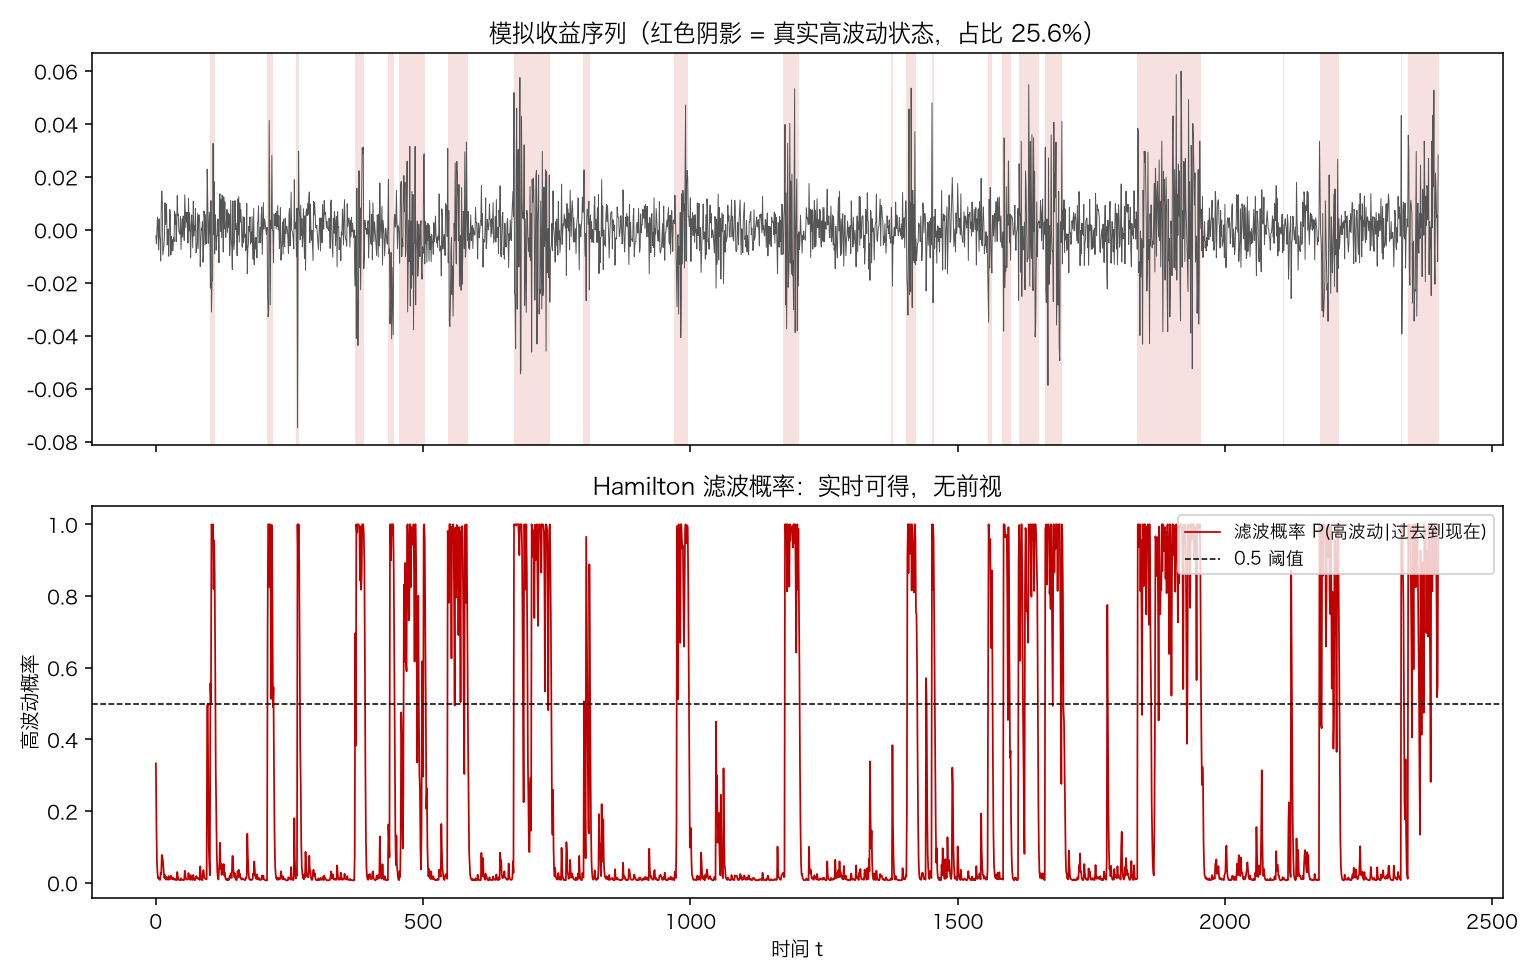 模拟收益序列（红色阴影 = 真实高波动状态，占比 25.6%）
0.06
0.04
0.02
0.00
-0.02
-0.04
-0.06
-0.08
Hamilton 滤波概率：实时可得，无前视
滤波概率 P(高波动|过去到现在)
0.5 阈值
高波动概率
1.0
0.8
0.6
0.4
0.2
0.0
0 500 1000 1500 2000 2500
时间 t